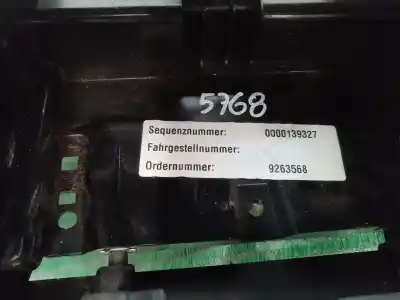 5768
Sequenznummer: 0000139327
Fahrgestellnummer:
Ordernummer: 9263568